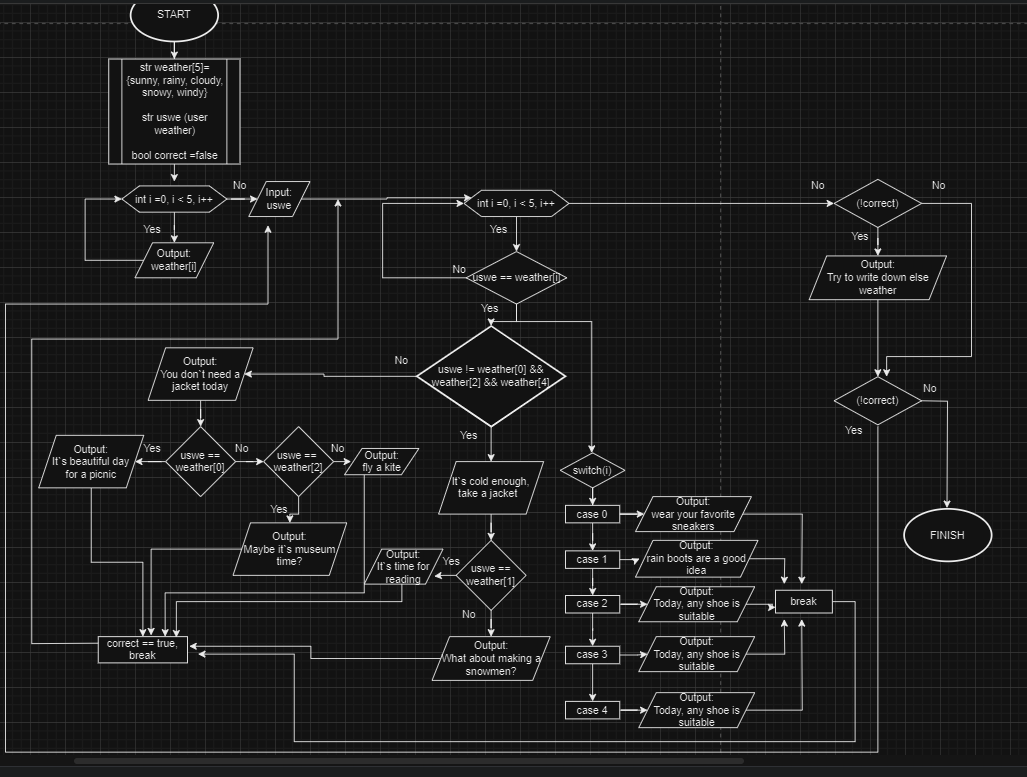 START
str weather[5]=
{sunny, rainy, cloudy,
snowy, windy}
str uswe (user
weather)
bool correct =false
int i =0, i < 5, i++
No
Input:
uswe
Yes
Output:
weather[i]
int i =0, i < 5, i++
Yes
No
uswe == weather[i]
Yes
No
(!correct)
No
Yes
Output:
Try to write down else
weather
(!correct)
No
Yes
FINISH
uswe != weather[0] &&
weather[2] && weather[4]
No
Yes
Output:
You don`t need a
jacket today
uswe ==
weather[0]
Yes
No
Output:
It`s beautiful day
for a picnic
uswe ==
weather[2]
No
Yes
Output:
fly a kite
Output:
Maybe it`s museum
time?
It`s cold enough,
take a jacket
uswe ==
weather[1]
Yes
No
Output:
It`s time for
reading
Output:
What about making a
snowmen?
correct == true,
break
switch(i)
case 0
Output:
wear your favorite
sneakers
case 1
Output:
rain boots are a good
idea
case 2
Output:
Today, any shoe is
suitable
break
case 3
Output:
Today, any shoe is
suitable
case 4
Output:
Today, any shoe is
suitable